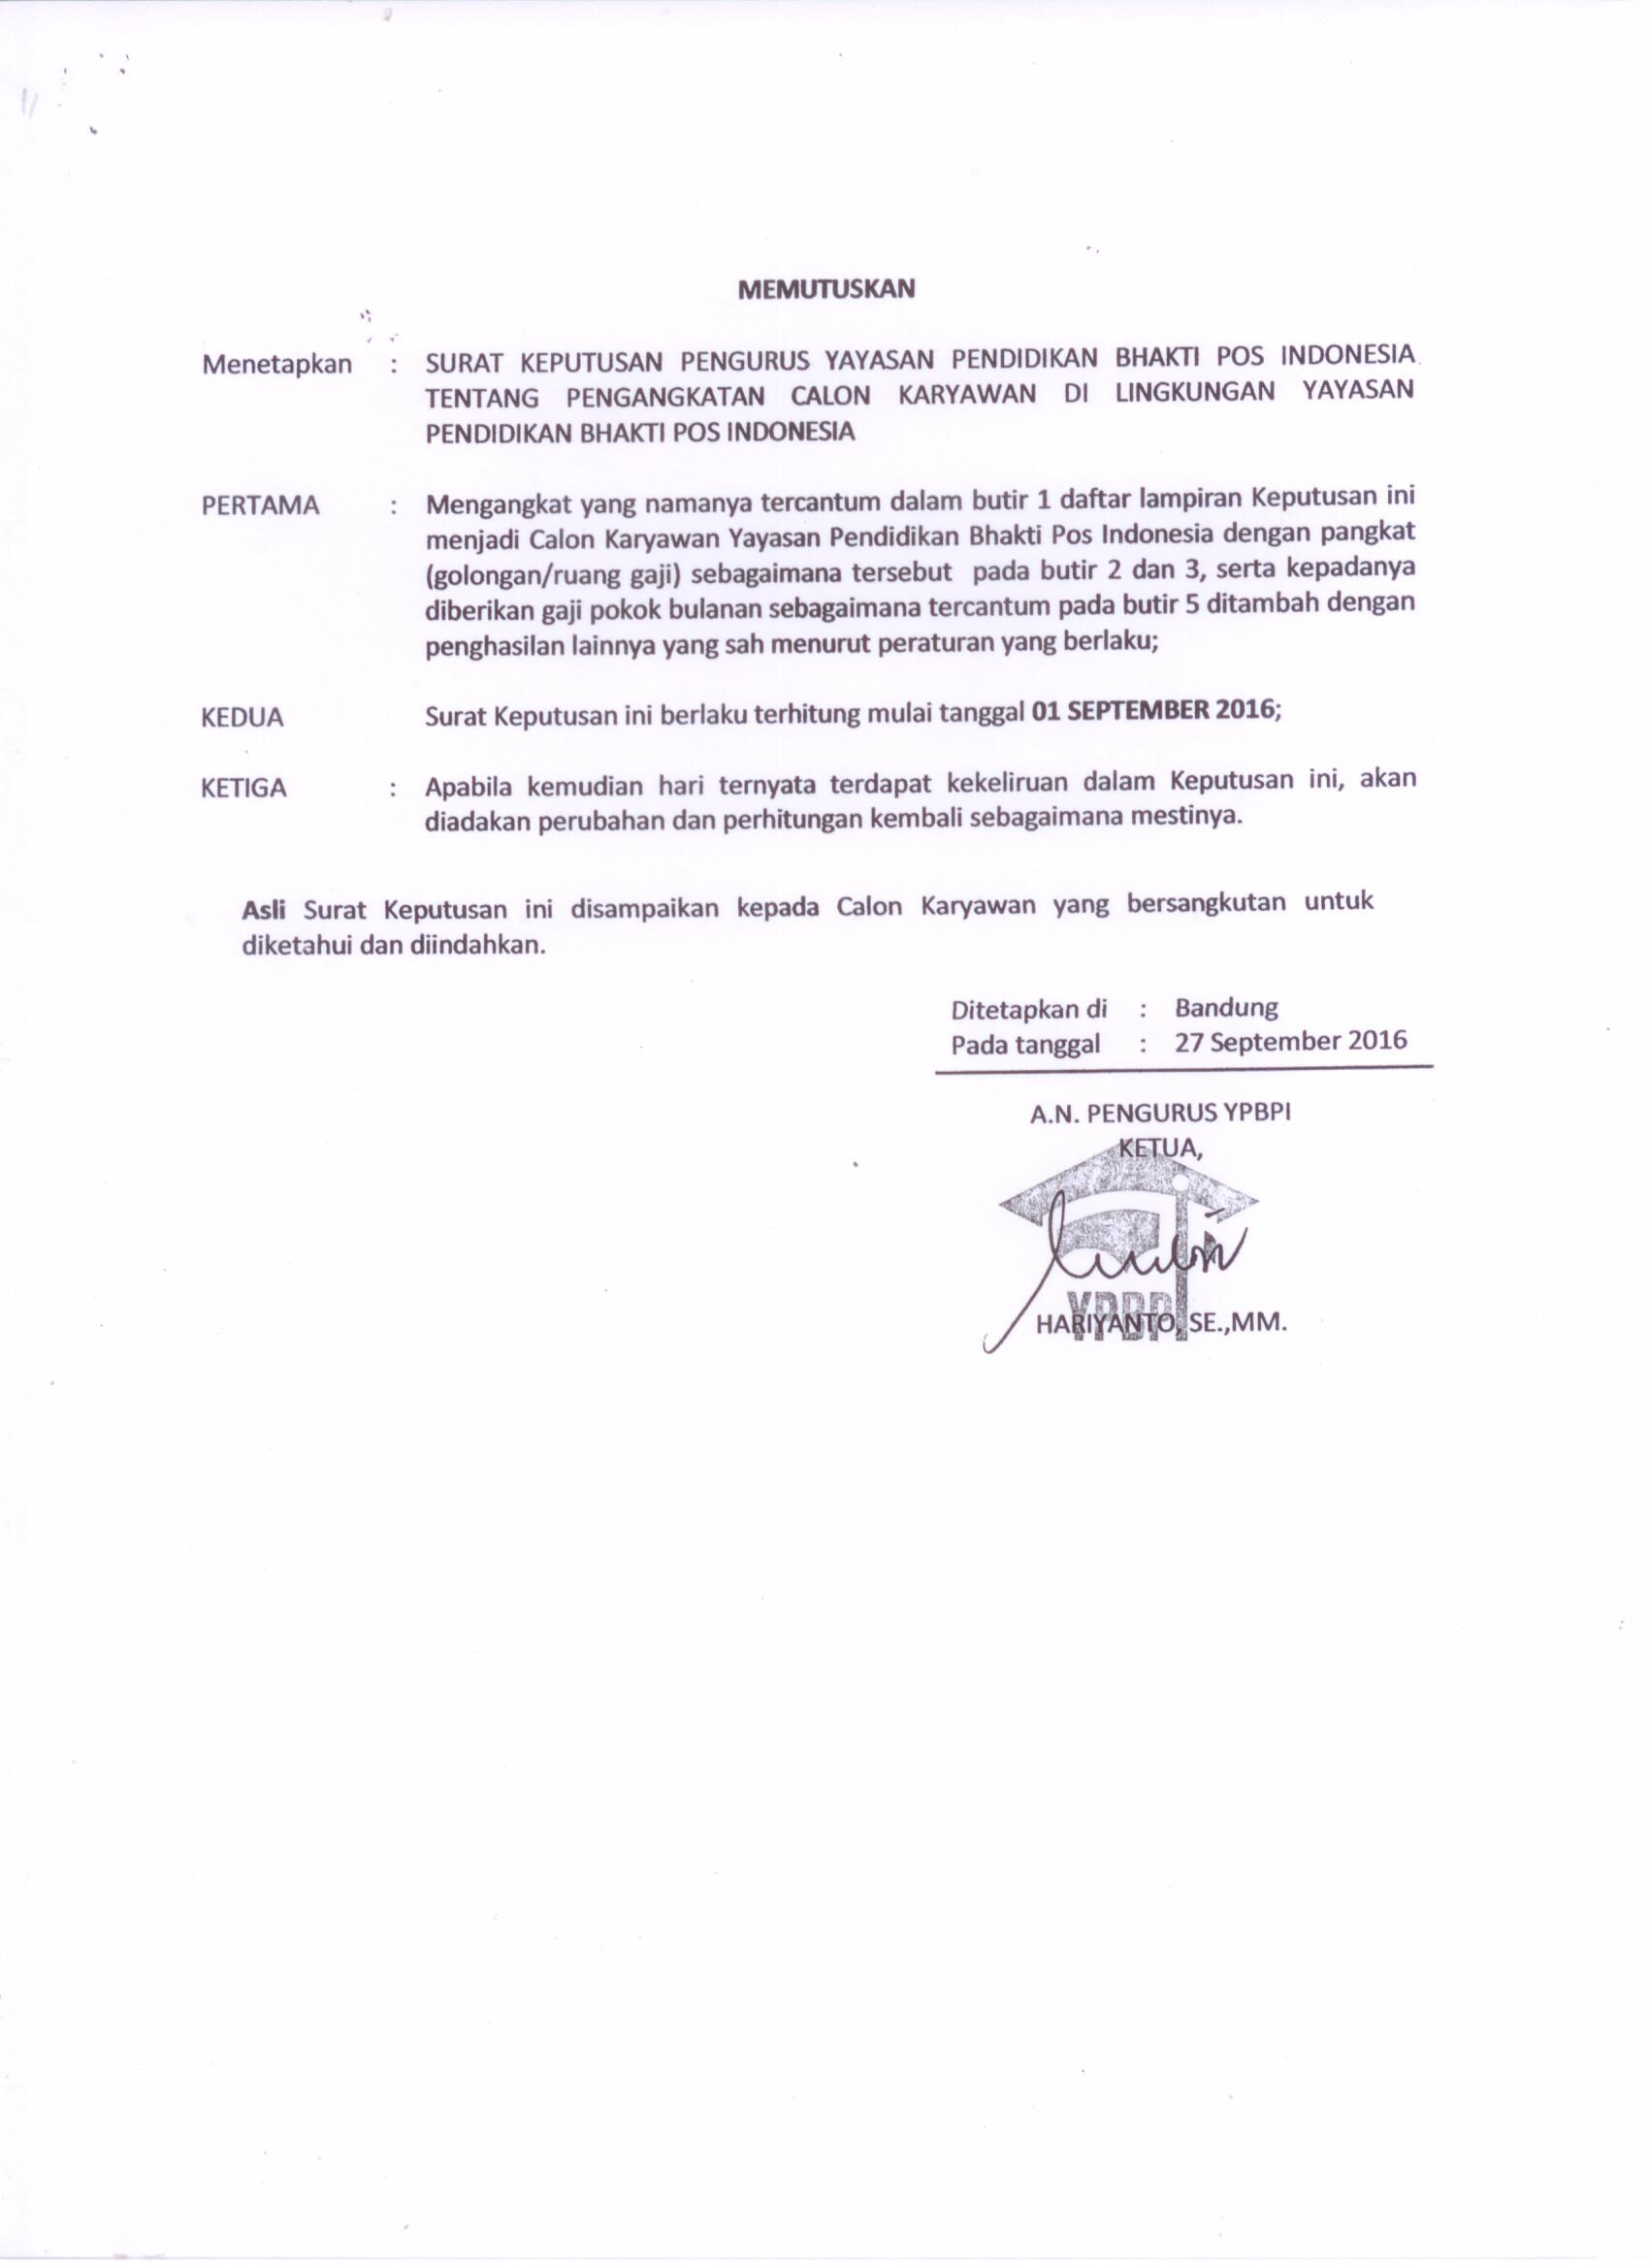 MEMUTUSKAN
Menetapkan : SURAT KEPUTUSAN PENGURUS YAYASAN PENDIDIKAN BHAKTI POS INDONESIA
TENTANG PENGANGKATAN CALON KARYAWAN DI LINGKUNGAN YAYASAN
PENDIDIKAN BHAKTI POS INDONESIA
PERTAMA : Mengangkat yang namanya tercantum dalam butir 1 daftar lampiran Keputusan ini
menjadi Calon Karyawan Yayasan Pendidikan Bhakti Pos Indonesia dengan pangkat
(golongan/ruang gaji) sebagaimana tersebut pada butir 2 dan 3, serta kepadanya
diberikan gaji pokok bulanan sebagaimana tercantum pada butir 5 ditambah dengan
penghasilan lainnya yang sah menurut peraturan yang berlaku;
KEDUA Surat Keputusan ini berlaku terhitung mulai tanggal 01 SEPTEMBER 2016;
KETIGA : Apabila kemudian hari ternyata terdapat kekeliruan dalam Keputusan ini, akan
diadakan perubahan dan perhitungan kembali sebagaimana mestinya.
Asli Surat Keputusan ini disampaikan kepada Calon Karyawan yang bersangkutan untuk
diketahui dan diindahkan.
Ditetapkan di : Bandung
Pada tanggal : 27 September 2016
A.N. PENGURUS YPBPI
KETUA,
YPBPI
HARIYANTO, SE.,MM.